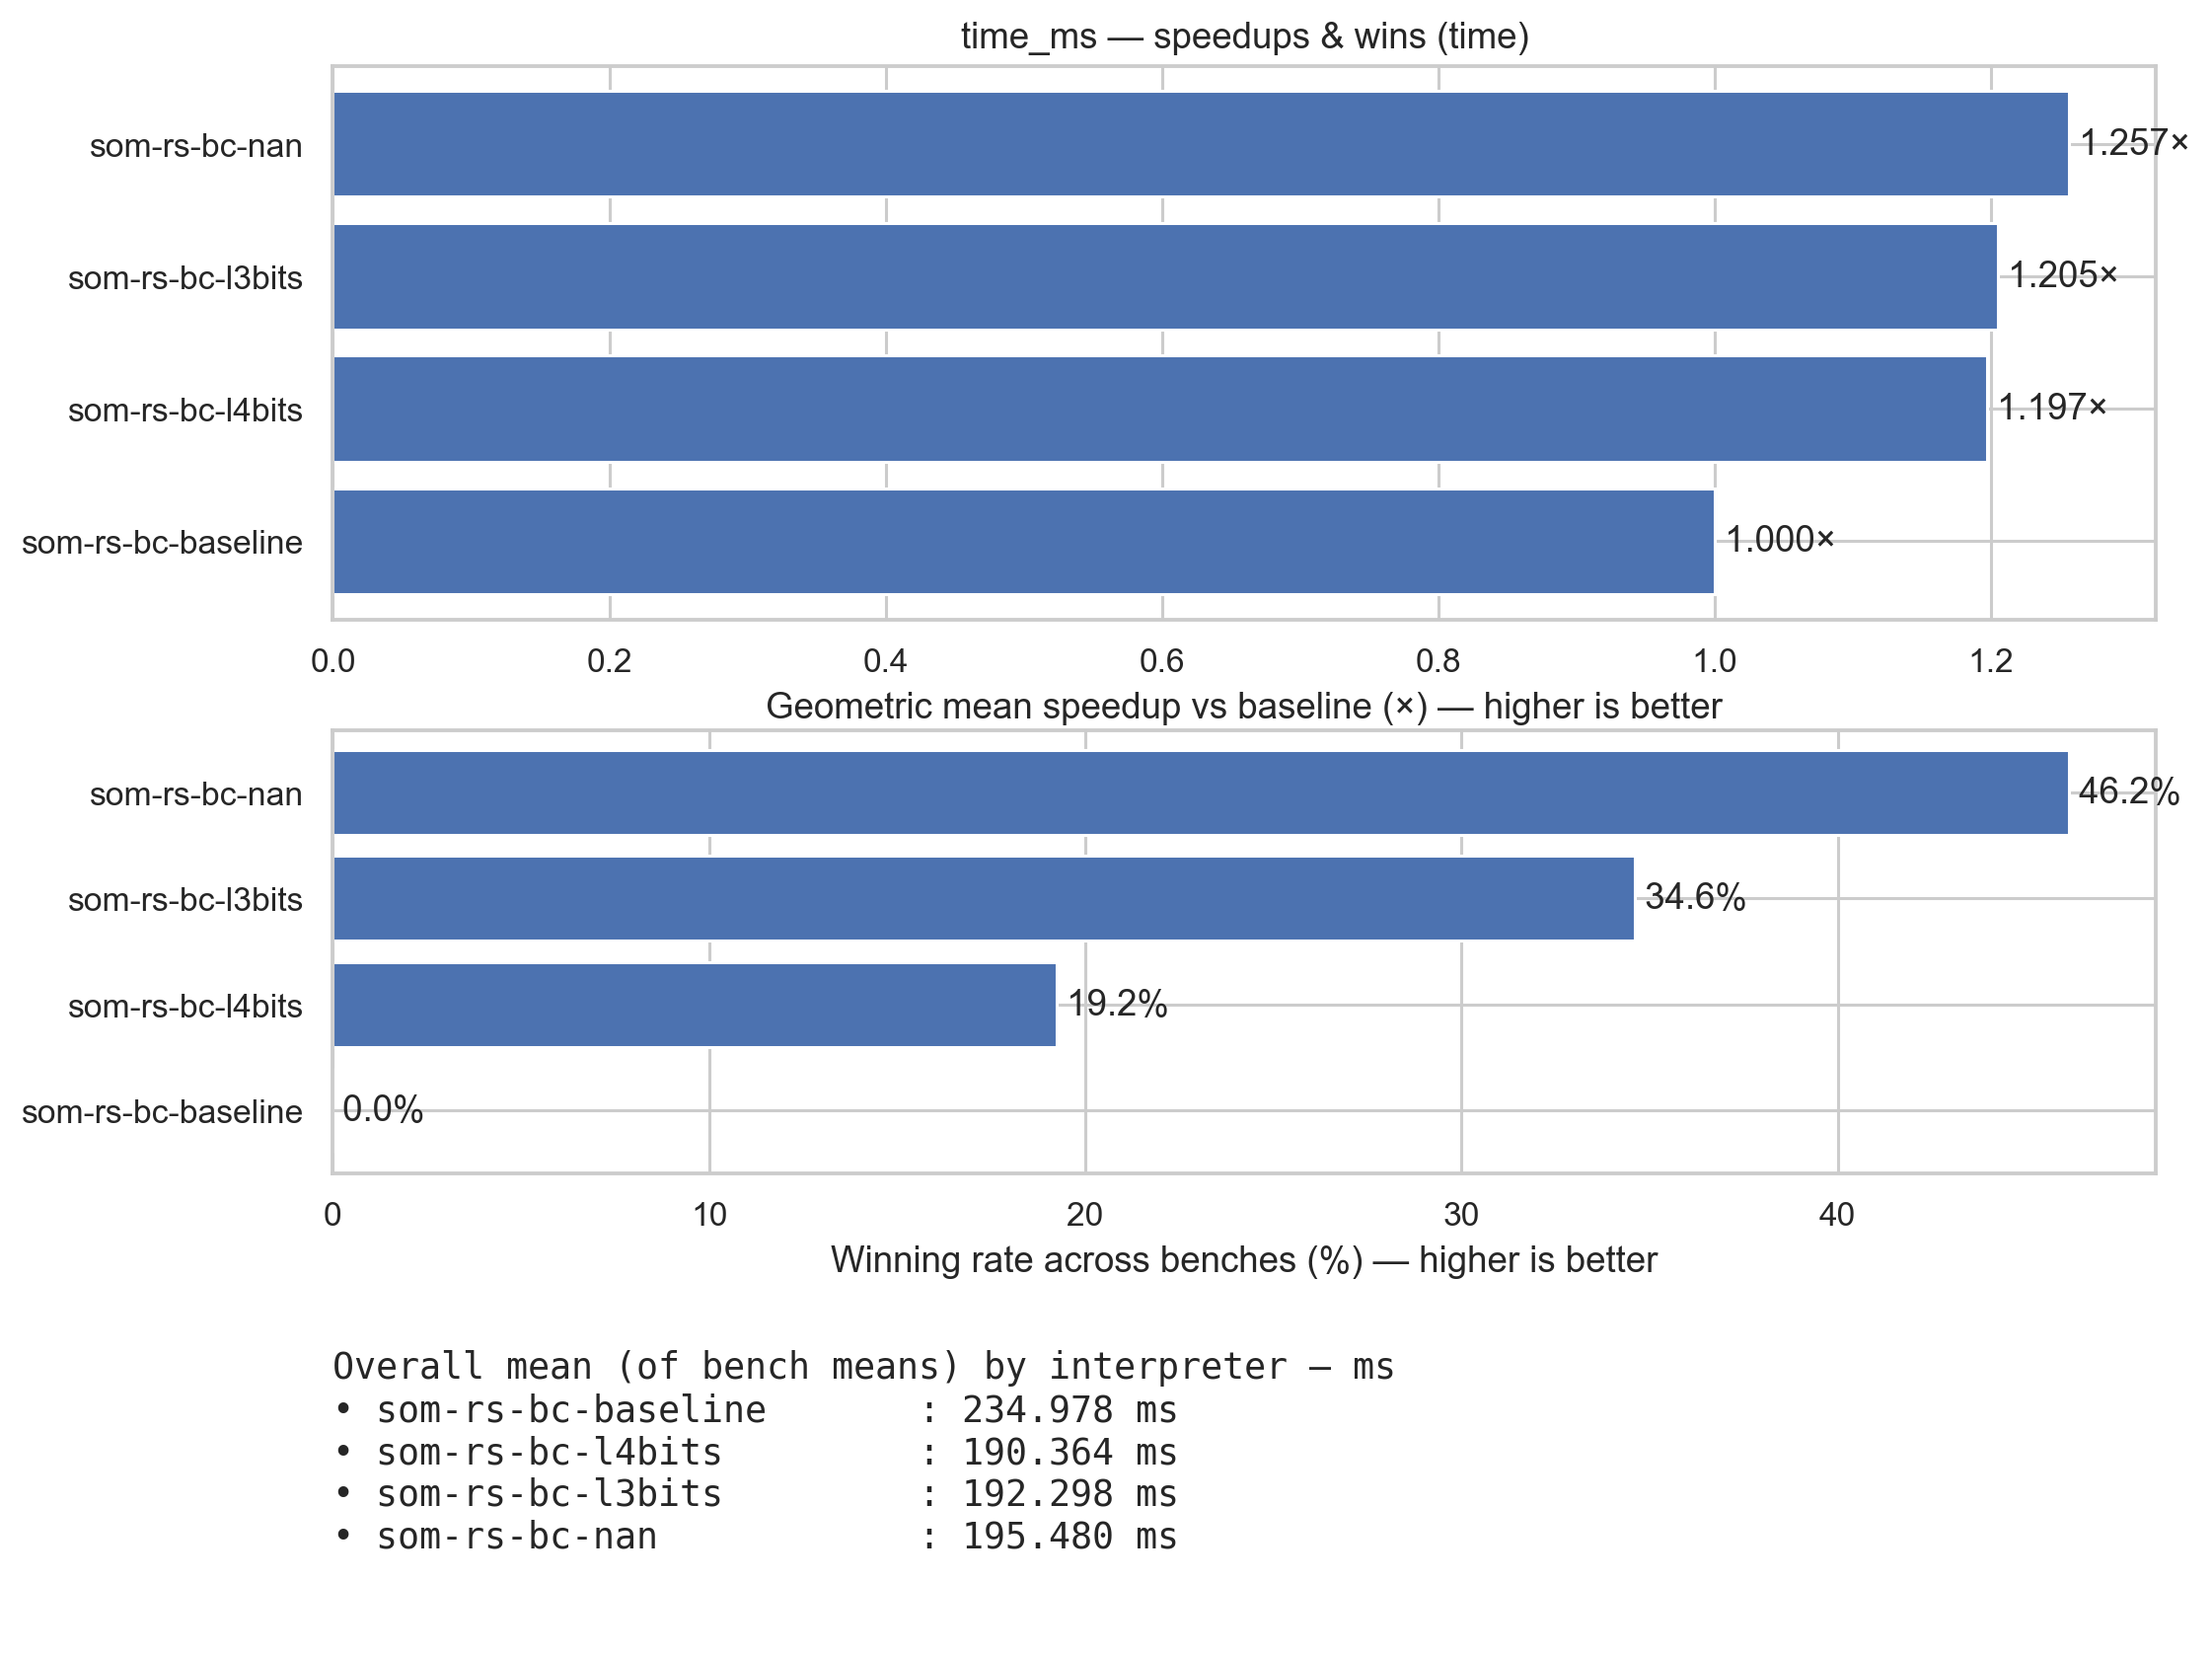 time_ms — speedups & wins (time)
som-rs-bc-nan
1.257×
som-rs-bc-l3bits
1.205×
som-rs-bc-l4bits
1.197×
som-rs-bc-baseline
1.000×
0.0 0.2 0.4 0.6 0.8 1.0 1.2
Geometric mean speedup vs baseline (×) — higher is better
som-rs-bc-nan
46.2%
som-rs-bc-l3bits
34.6%
som-rs-bc-l4bits
19.2%
som-rs-bc-baseline
0.0%
0 10 20 30 40
Winning rate across benches (%) — higher is better
Overall mean (of bench means) by interpreter — ms
• som-rs-bc-baseline : 234.978 ms
• som-rs-bc-l4bits : 190.364 ms
• som-rs-bc-l3bits : 192.298 ms
• som-rs-bc-nan : 195.480 ms